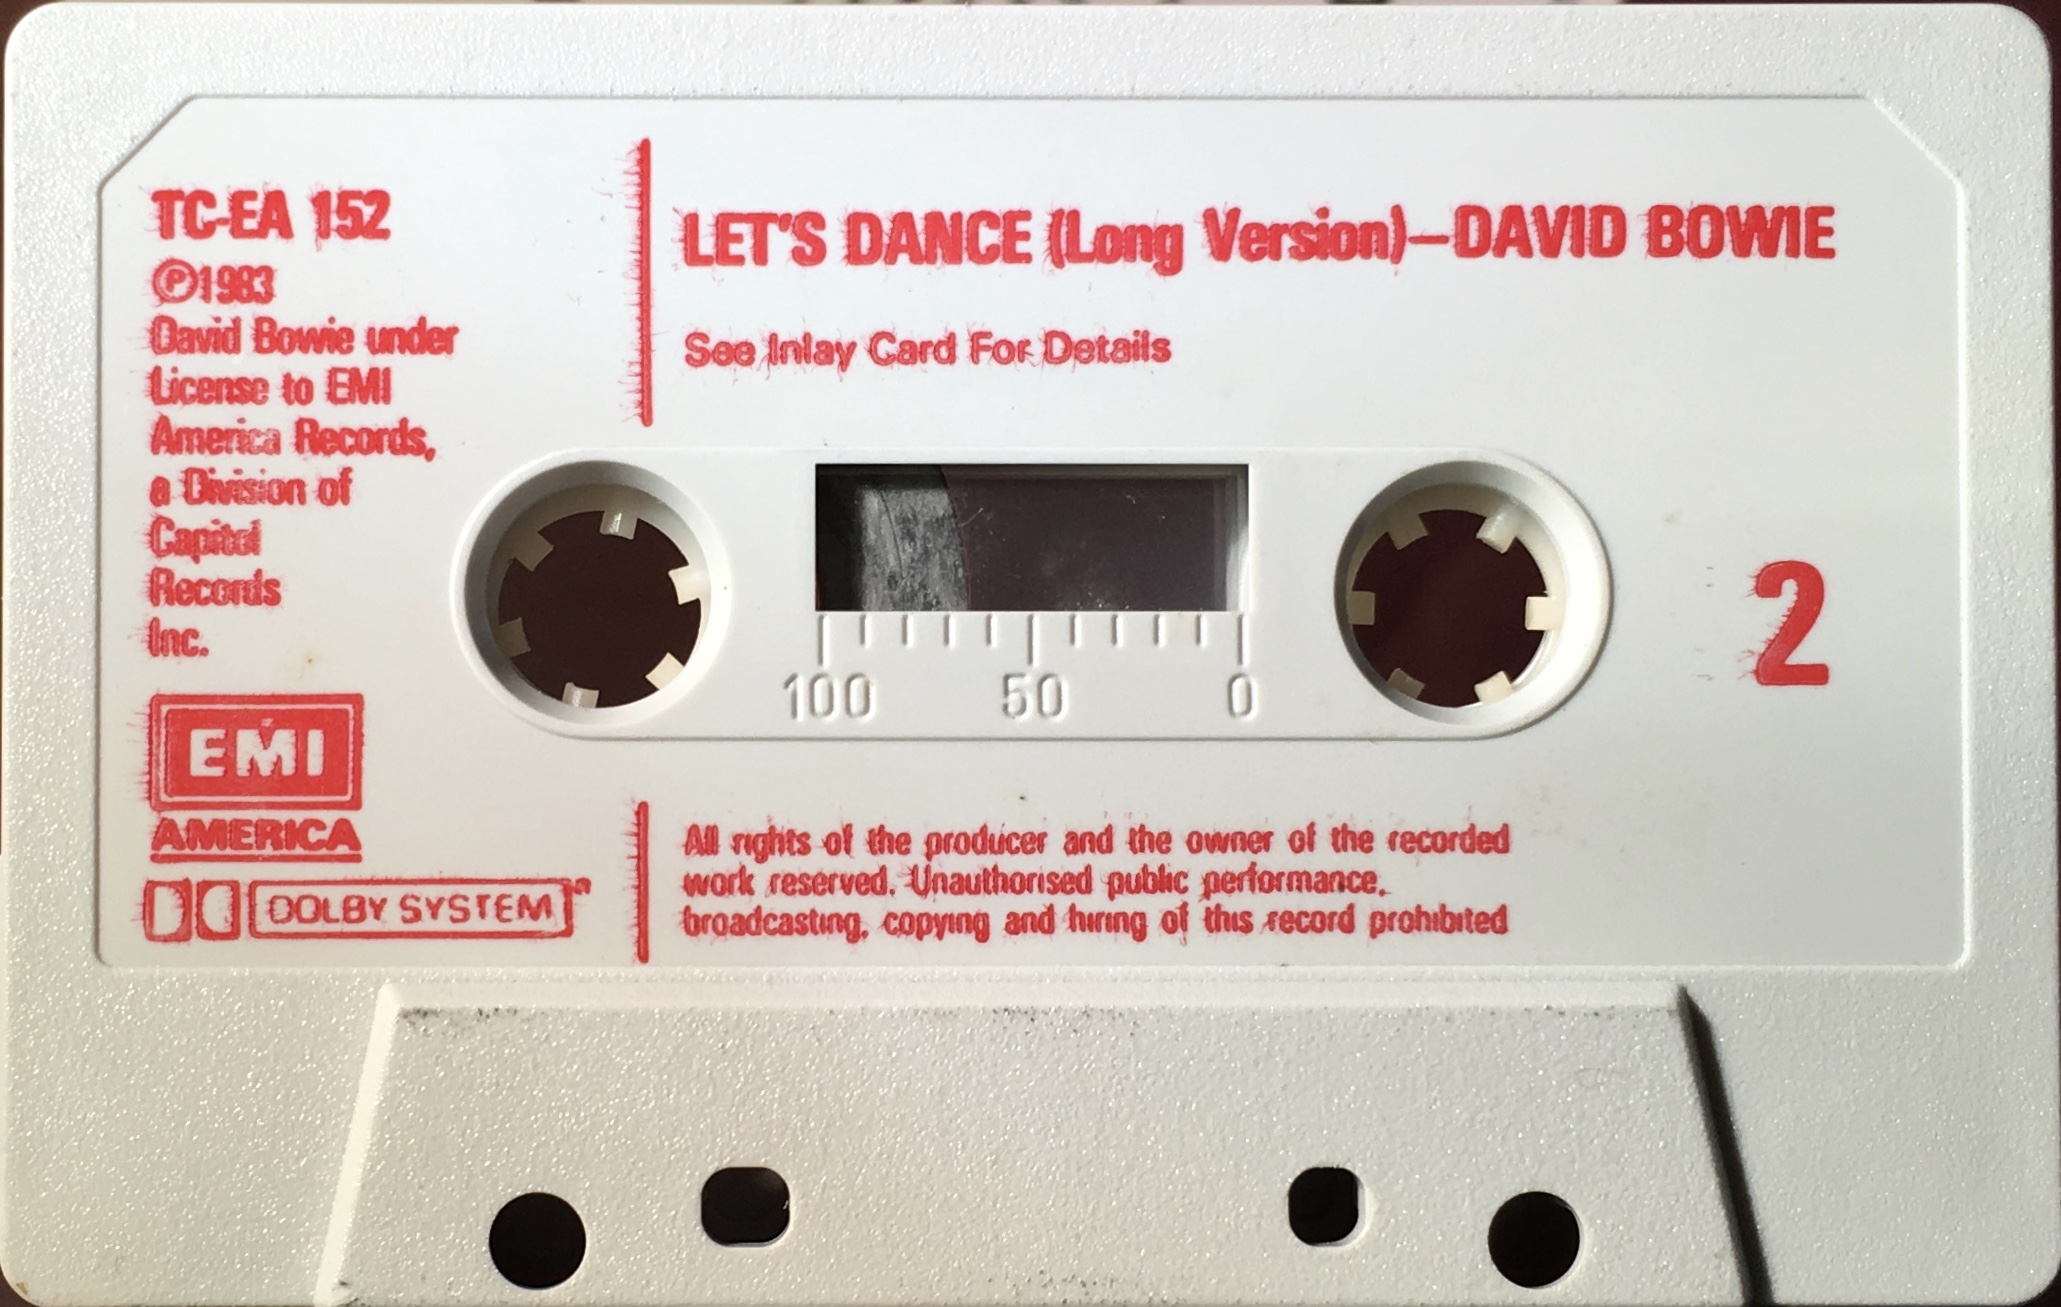 TC-EA 152
Ⓟ1983
David Bowie under
License to EMI
America Records,
a Division of
Capitol
Records
Inc.
EMI
AMERICA
DOLBY SYSTEM
LET'S DANCE (Long Version)–DAVID BOWIE
See Inlay Card For Details
100 50 0
2
All rights of the producer and the owner of the recorded
work reserved. Unauthorised public performance,
broadcasting, copying and hiring of this record prohibited